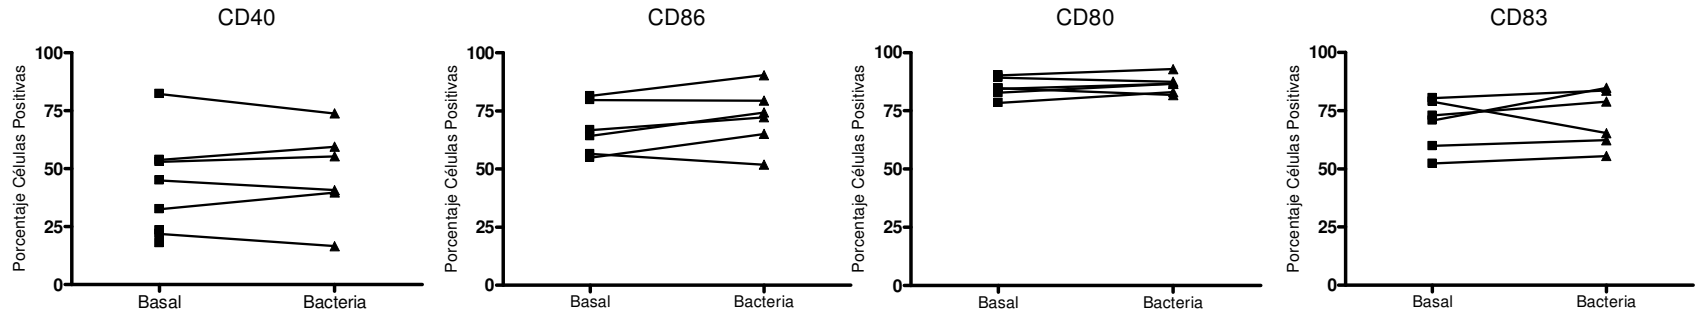 CD40
Porcentaje Células Positivas
100
75
50
25
0
Basal Bacteria
CD86
Porcentaje Células Positivas
100
75
50
25
0
Basal Bacteria
CD80
Porcentaje Células Positivas
100
75
50
25
0
Basal Bacteria
CD83
Porcentaje Células Positivas
100
75
50
25
0
Basal Bacteria